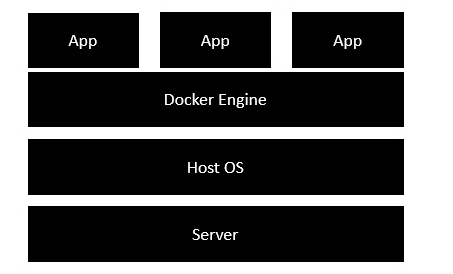 App App App
Docker Engine
Host OS
Server